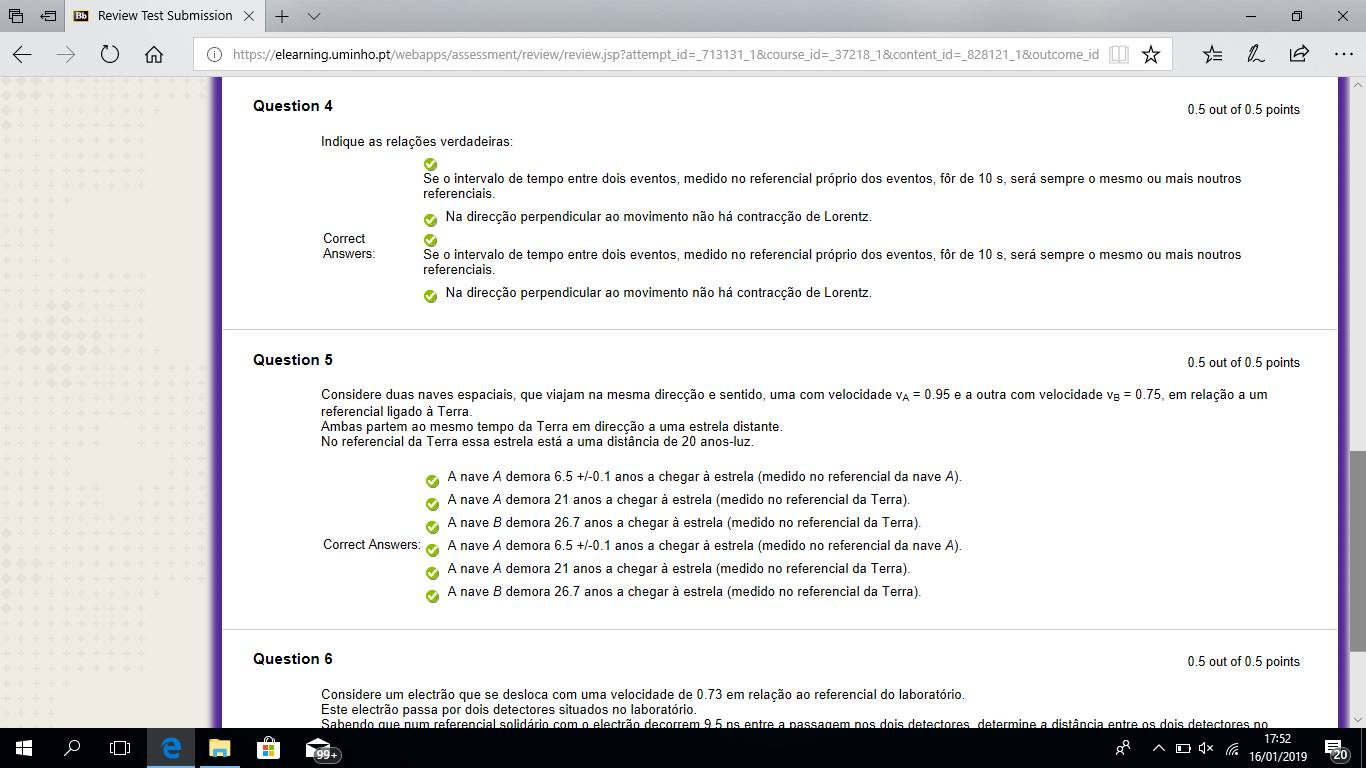 Review Test Submission
https://elearning.uminho.pt/webapps/assessment/review/review.jsp?attempt_id=_713131_1&course_id=_37218_1&content_id=_828121_1&outcome_id
Question 4
0.5 out of 0.5 points
Indique as relações verdadeiras:
Se o intervalo de tempo entre dois eventos, medido no referencial próprio dos eventos, fôr de 10 s, será sempre o mesmo ou mais noutros
referenciais.
Na direcção perpendicular ao movimento não há contracção de Lorentz.
Correct
Answers:
Se o intervalo de tempo entre dois eventos, medido no referencial próprio dos eventos, fôr de 10 s, será sempre o mesmo ou mais noutros
referenciais.
Na direcção perpendicular ao movimento não há contracção de Lorentz.
Question 5
0.5 out of 0.5 points
Considere duas naves espaciais, que viajam na mesma direcção e sentido, uma com velocidade vA = 0.95 e a outra com velocidade vB = 0.75, em relação a um
referencial ligado à Terra.
Ambas partem ao mesmo tempo da Terra em direcção a uma estrela distante.
No referencial da Terra essa estrela está a uma distância de 20 anos-luz.
A nave A demora 6.5 +/-0.1 anos a chegar à estrela (medido no referencial da nave A).
A nave A demora 21 anos a chegar à estrela (medido no referencial da Terra).
A nave B demora 26.7 anos a chegar à estrela (medido no referencial da Terra).
Correct Answers:
A nave A demora 6.5 +/-0.1 anos a chegar à estrela (medido no referencial da nave A).
A nave A demora 21 anos a chegar à estrela (medido no referencial da Terra).
A nave B demora 26.7 anos a chegar à estrela (medido no referencial da Terra).
Question 6
0.5 out of 0.5 points
Considere um electrão que se desloca com uma velocidade de 0.73 em relação ao referencial do laboratório.
Este electrão passa por dois detectores situados no laboratório.
Sabendo que num referencial solidário com o electrão decorrem 9.5 ns entre a passagem nos dois detectores, determine a distância entre os dois detectores no
99+
17:52
16/01/2019
20